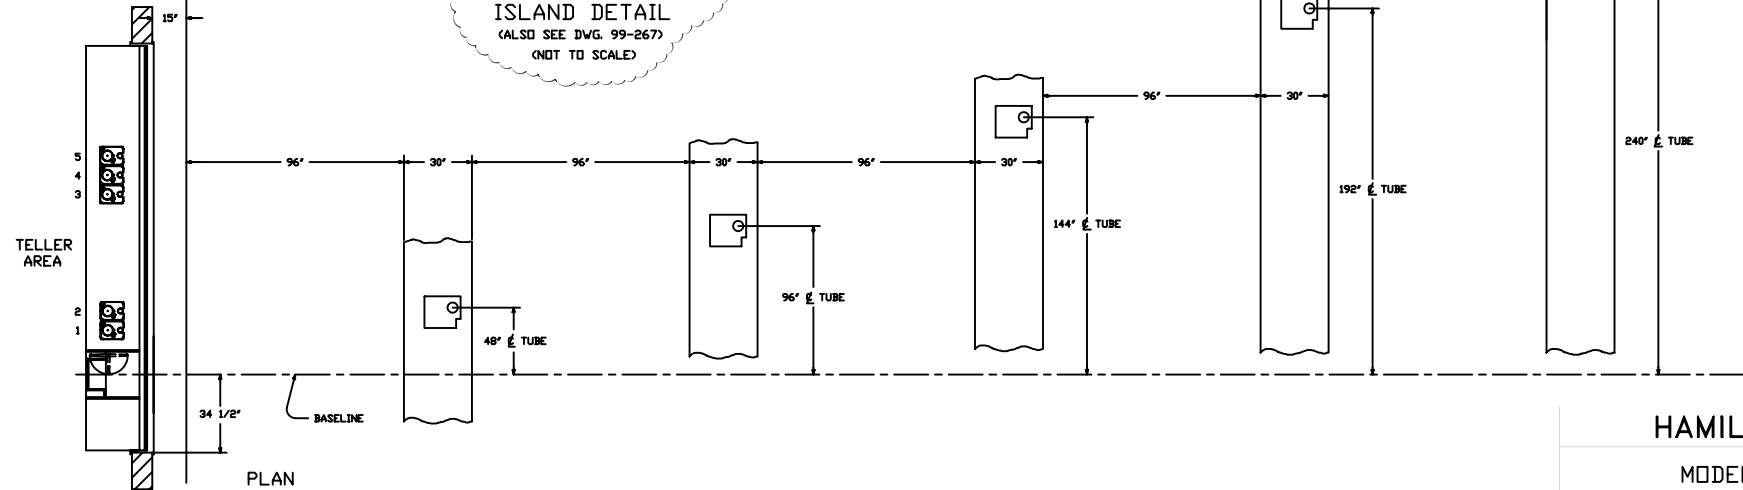 15"
ISLAND DETAIL
(ALSO SEE DWG. 99-267)
(NOT TO SCALE)
96"
30"
240" ℄ TUBE
5
4
3
96"
30"
96"
30"
96"
30"
192" ℄ TUBE
144" ℄ TUBE
TELLER
AREA
96" ℄ TUBE
2
1
48" ℄ TUBE
34 1/2"
BASELINE
HAMIL
PLAN
MODE